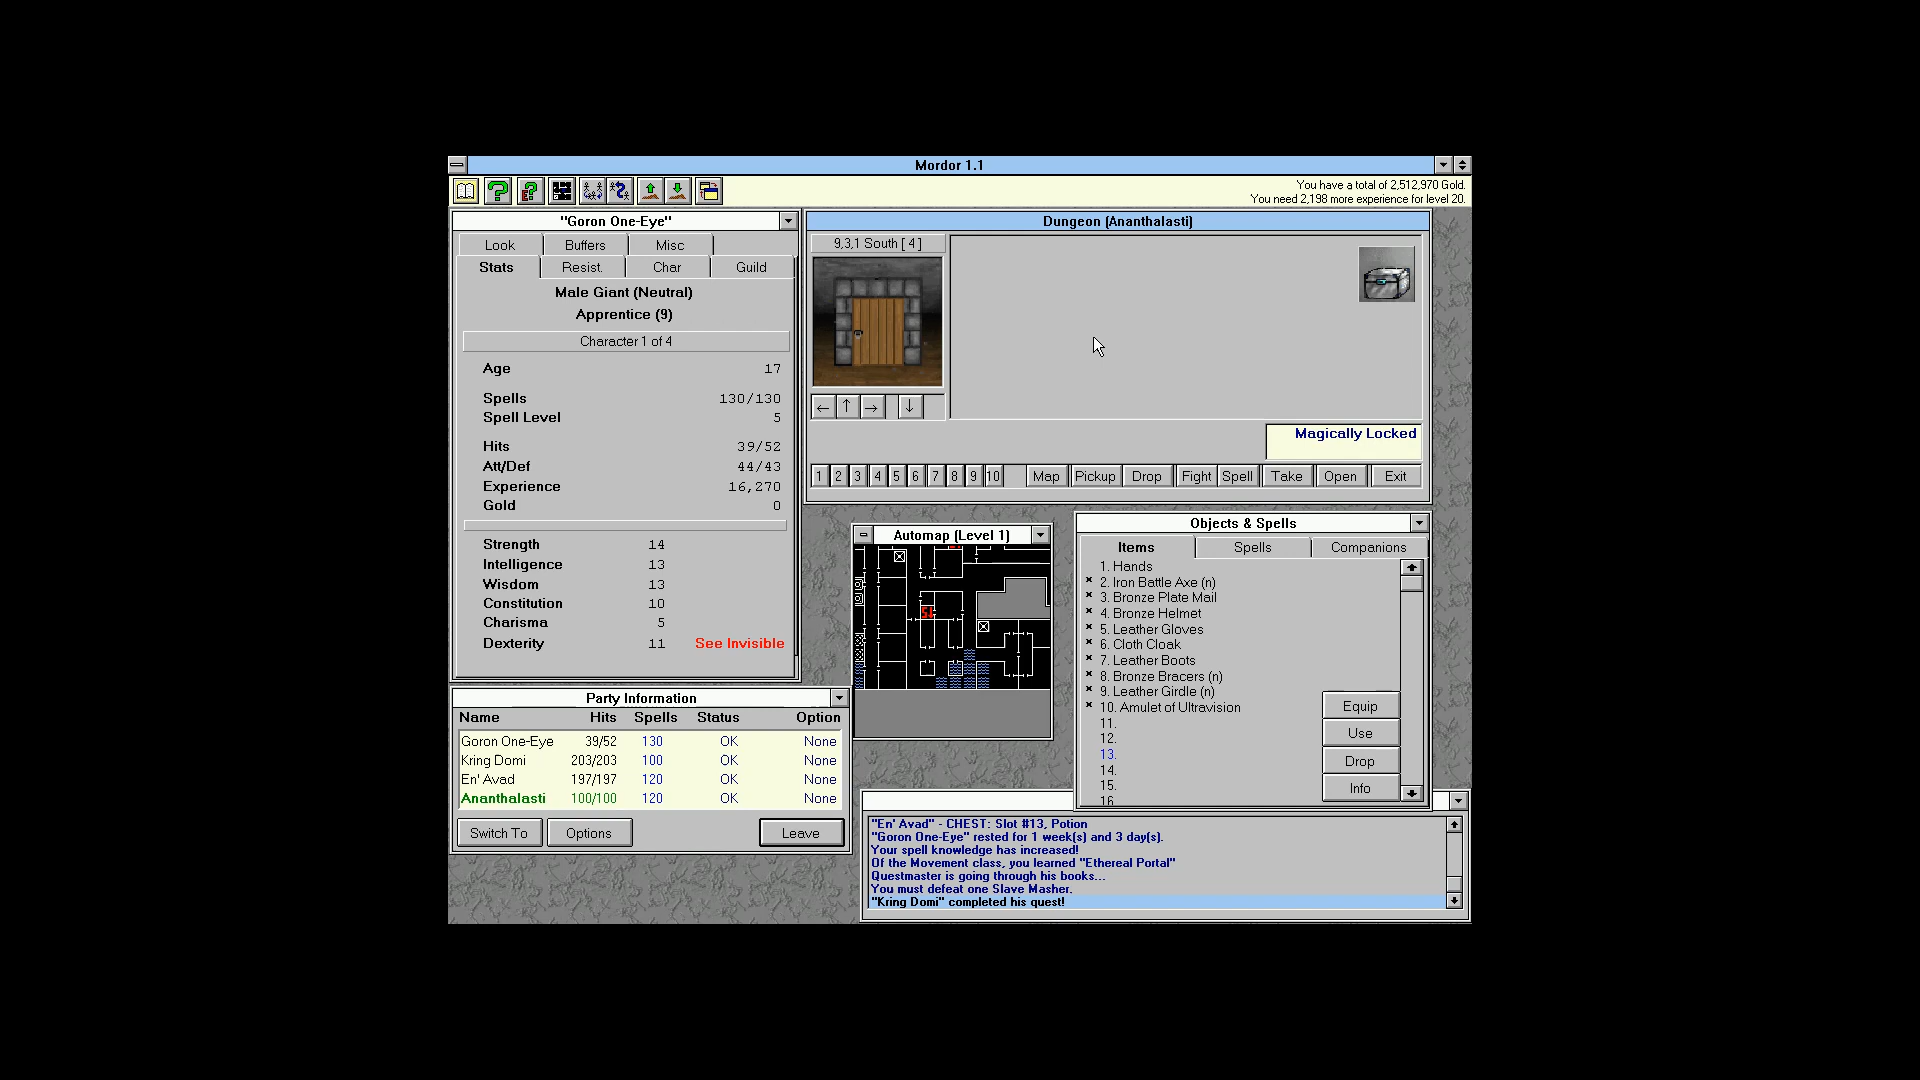 Mordor 1.1
You have a total of 2,512,970 Gold.
You need 2,198 more experience for level 20.
"Goron One-Eye"
Look Buffers Misc
Stats Resist. Char Guild
Male Giant (Neutral)
Apprentice (9)
Character 1 of 4
Age 17
Spells 130/130
Spell Level 5
Hits 39/52
Att/Def 44/43
Experience 16,270
Gold 0
Strength 14
Intelligence 13
Wisdom 13
Constitution 10
Charisma 5
Dexterity 11 See Invisible
Party Information
Name Hits Spells Status Option
Goron One-Eye 39/52 130 OK None
Kring Domi 203/203 100 OK None
En' Avad 197/197 120 OK None
Ananthalasti 100/100 120 OK None
Switch To Options Leave
Dungeon (Ananthalasti)
9,3,1 South [ 4 ]
Magically Locked
1 2 3 4 5 6 7 8 9 10 Map Pickup Drop Fight Spell Take Open Exit
Automap (Level 1)
Objects & Spells
Items Spells Companions
1. Hands
× 2. Iron Battle Axe (n)
× 3. Bronze Plate Mail
× 4. Bronze Helmet
× 5. Leather Gloves
× 6. Cloth Cloak
× 7. Leather Boots
× 8. Bronze Bracers (n)
× 9. Leather Girdle (n)
× 10. Amulet of Ultravision
11.
12.
13.
14.
15.
16
Equip
Use
Drop
Info
"En' Avad" - CHEST: Slot #13, Potion
"Goron One-Eye" rested for 1 week(s) and 3 day(s).
Your spell knowledge has increased!
Of the Movement class, you learned "Ethereal Portal"
Questmaster is going through his books...
You must defeat one Slave Masher.
"Kring Domi" completed his quest!